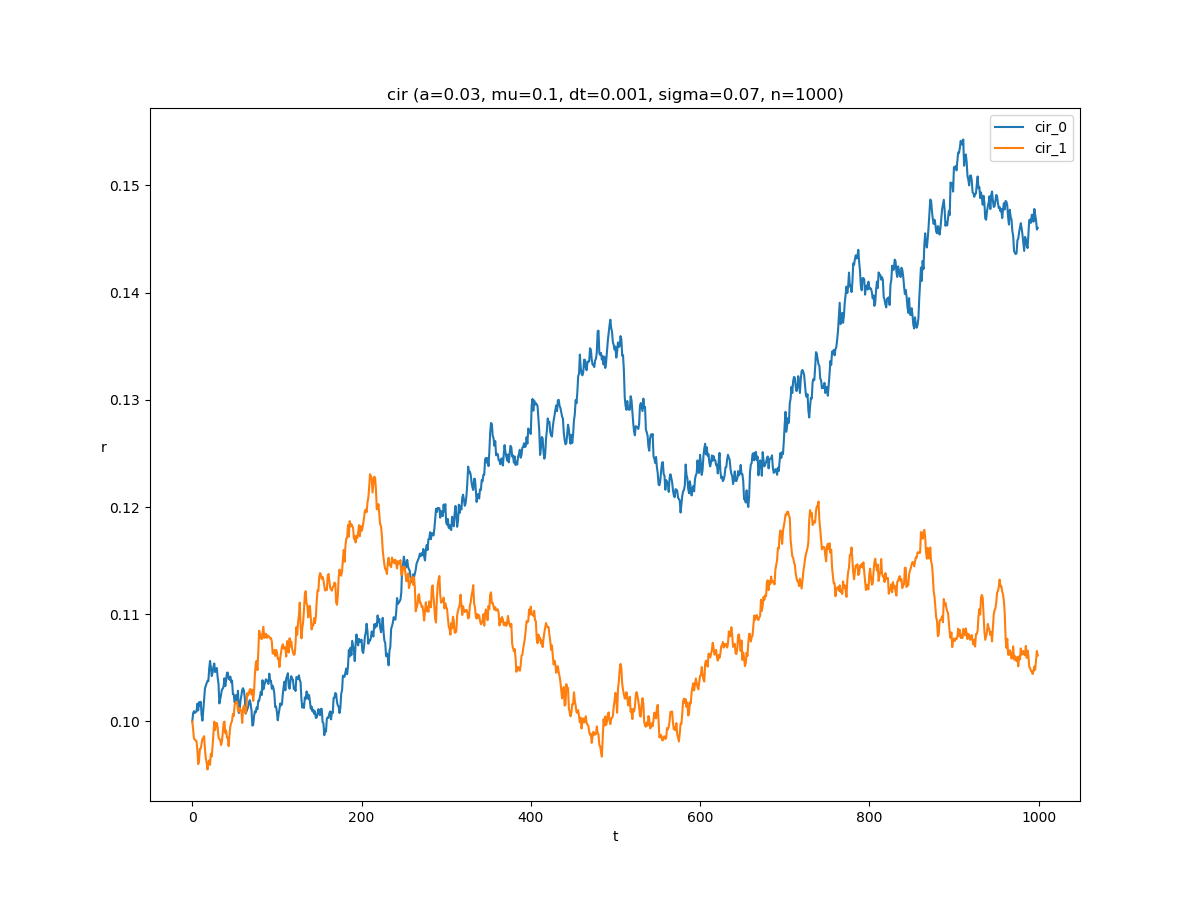 cir (a=0.03, mu=0.1, dt=0.001, sigma=0.07, n=1000)
cir_0
cir_1
0.15
0.14
0.13
r
0.12
0.11
0.10
0 200 400 600 800 1000
t